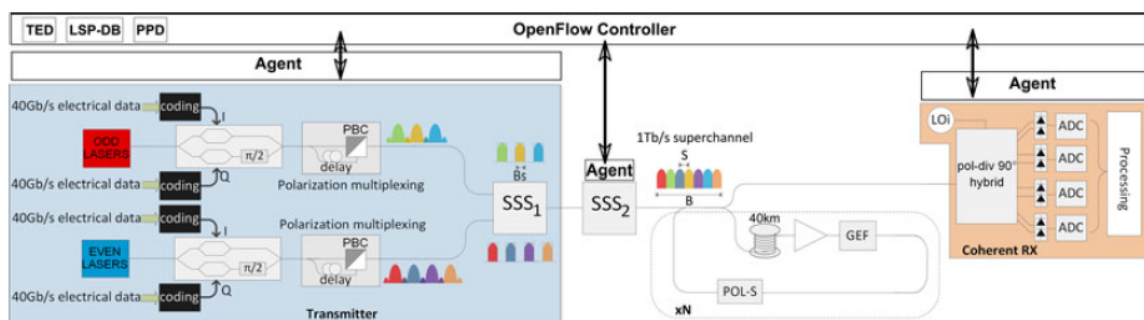 TED LSP-DB PPD OpenFlow Controller
Agent
Agent
40Gb/s electrical data coding I
ODD LASERS
π/2
PBC
delay
Polarization multiplexing
40Gb/s electrical data coding Q
40Gb/s electrical data coding I
EVEN LASERS
π/2
Polarization multiplexing
PBC
delay
40Gb/s electrical data coding Q
Transmitter
Bs
SSS1
Agent
SSS2
1Tb/s superchannel
S
B
40km
GEF
POL-S
xN
LOi
pol-div 90° hybrid
ADC
ADC
ADC
ADC
Processing
Coherent RX